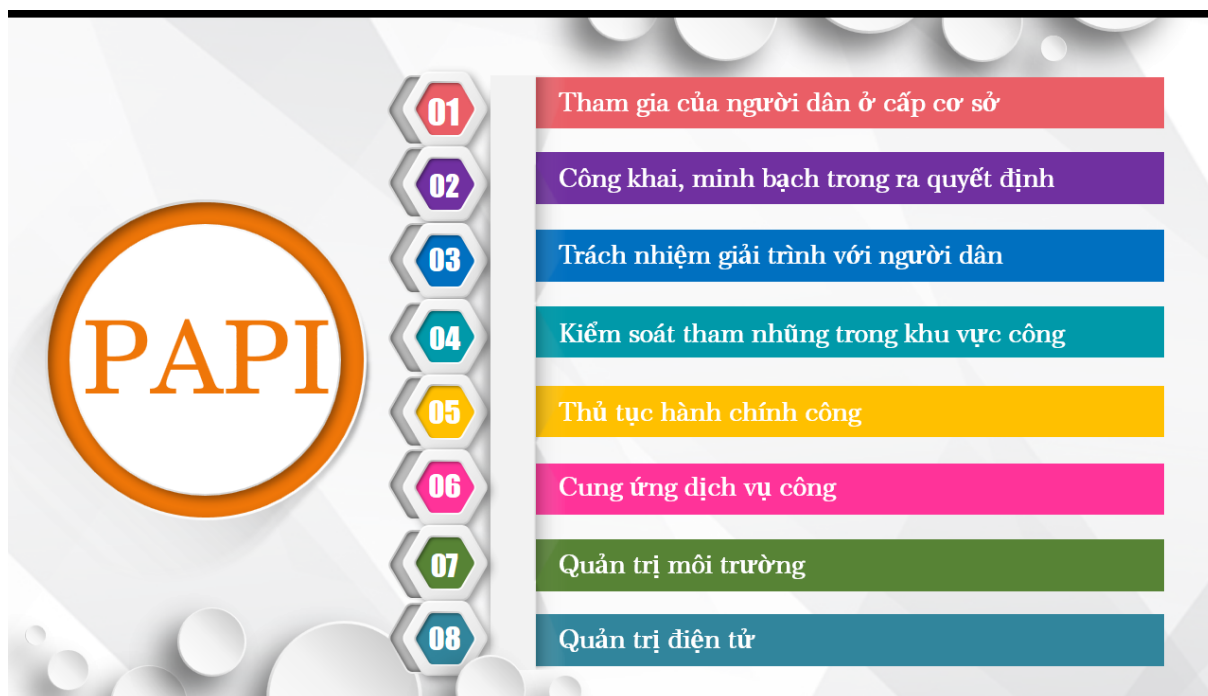 PAPI
01 Tham gia của người dân ở cấp cơ sở
02 Công khai, minh bạch trong ra quyết định
03 Trách nhiệm giải trình với người dân
04 Kiểm soát tham nhũng trong khu vực công
05 Thủ tục hành chính công
06 Cung ứng dịch vụ công
07 Quản trị môi trường
08 Quản trị điện tử